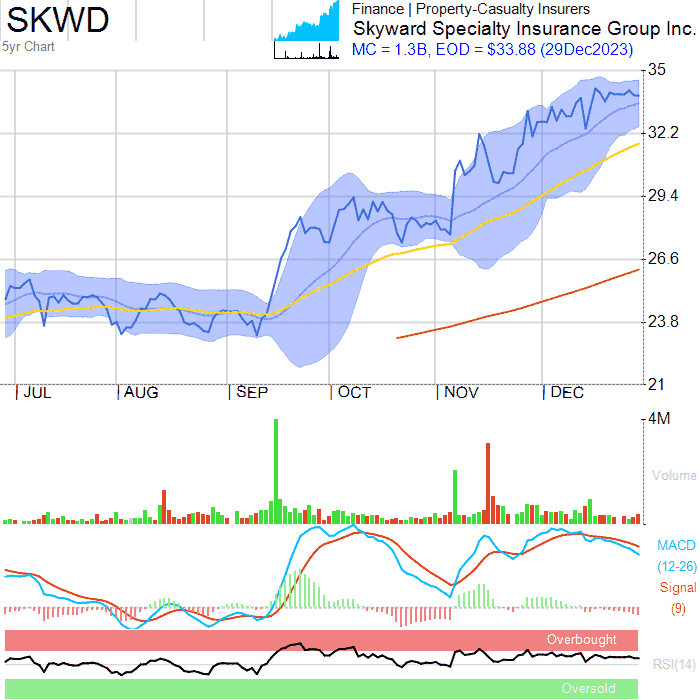 SKWD
5yr Chart
Finance | Property-Casualty Insurers
Skyward Specialty Insurance Group Inc.
MC = 1.3B, EOD = $33.88 (29Dec2023)
35
32.2
29.4
26.6
23.8
21
JUL AUG SEP OCT NOV DEC
4M
Volume
MACD
(12-26)
Signal
(9)
Overbought
RSI(14)
Oversold